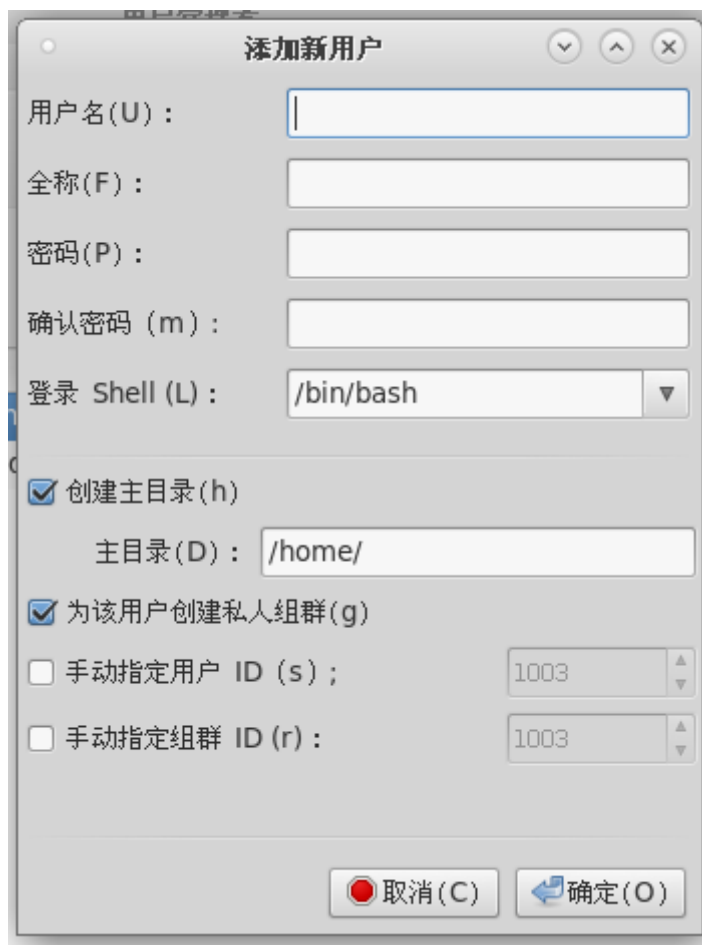 添加新用户
用户名(U)：
全称(F)：
密码(P)：
确认密码 (m)：
登录 Shell (L)： /bin/bash
创建主目录(h)
主目录(D)： /home/
为该用户创建私人组群(g)
手动指定用户 ID (s)； 1003
手动指定组群 ID (r)： 1003
取消(C) 确定(O)